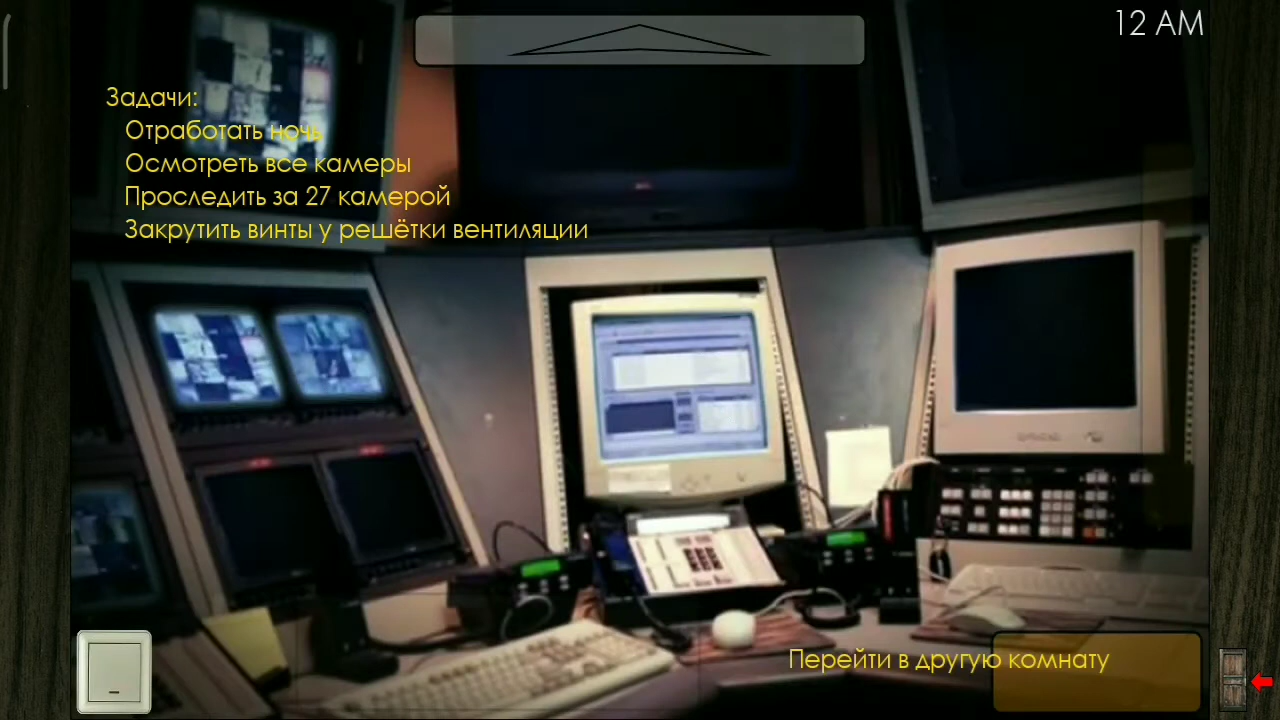 12 AM
Задачи:
Отработать ночь
Осмотреть все камеры
Проследить за 27 камерой
Закрутить винты у решётки вентиляции
Перейти в другую комнату